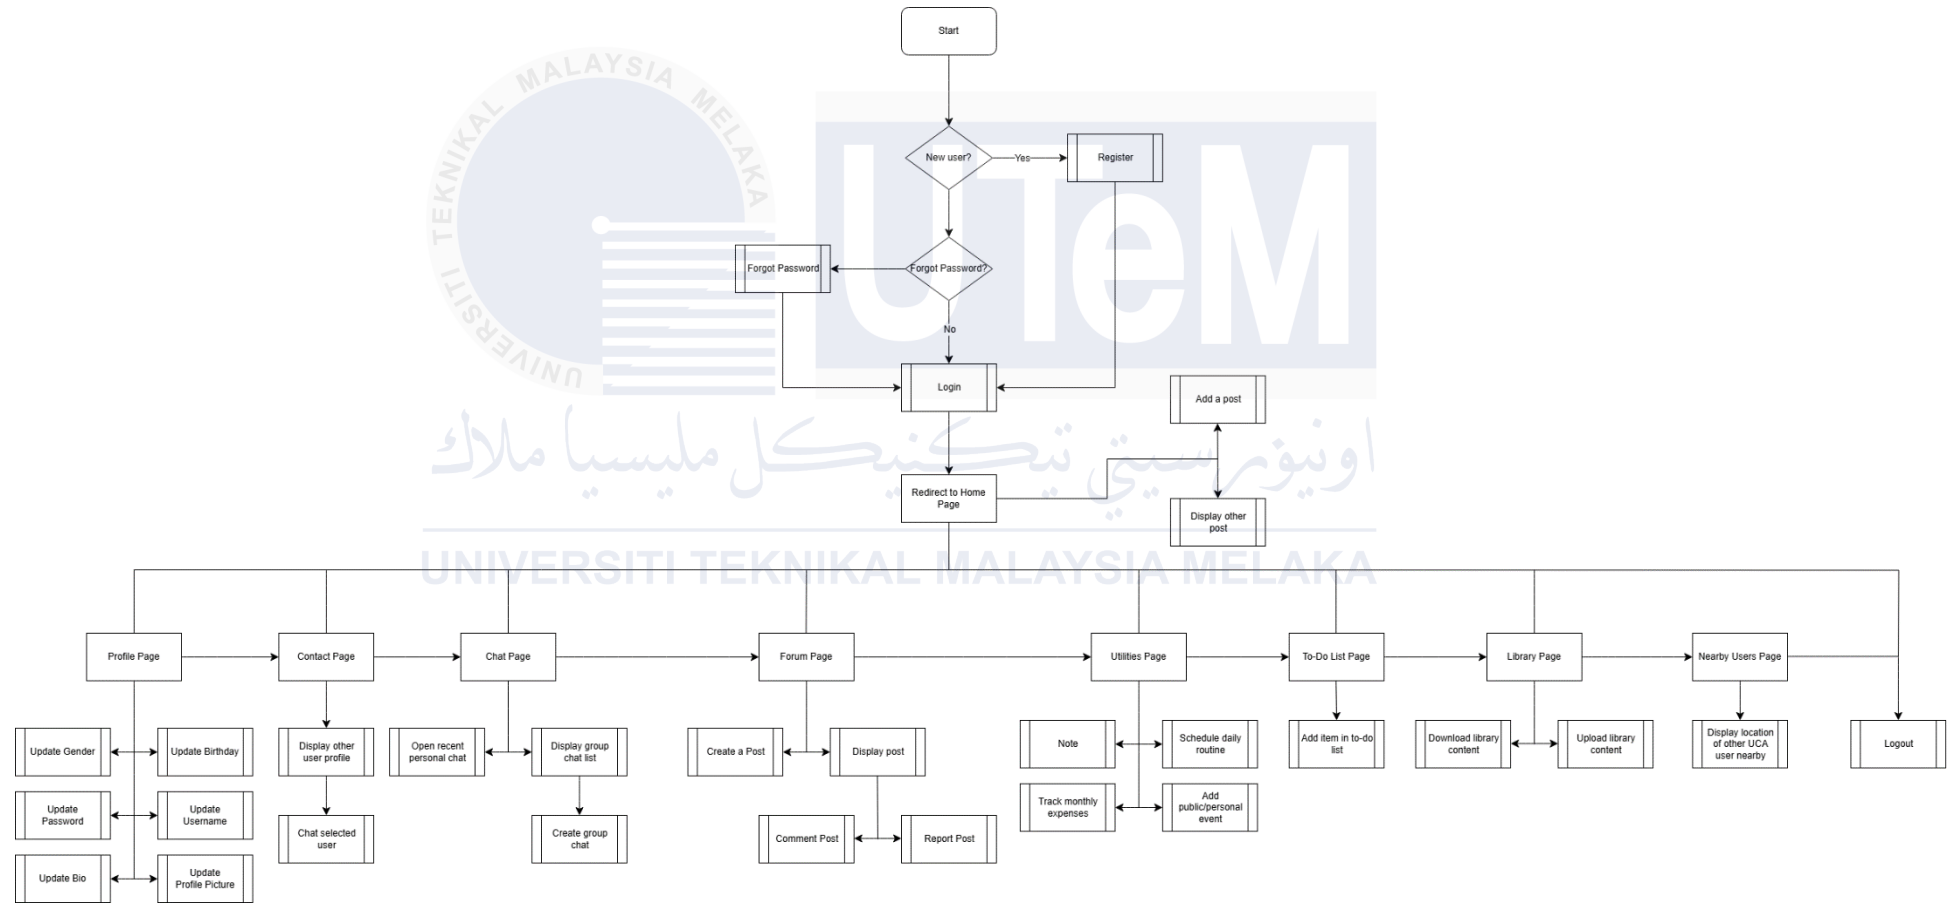 Start
UNIVERSITI TEKNIKAL MALAYSIA MELAKA
UTeM
New user?
Yes
Register
Forgot Password
Forgot Password?
No
Login
Add a post
اونيۏرسيتي تيكنيكل مليسيا ملاك
Redirect to Home
Page
Display other
post
UNIVERSITI TEKNIKAL MALAYSIA MELAKA
Profile Page
Contact Page
Chat Page
Forum Page
Utilities Page
To-Do List Page
Library Page
Nearby Users Page
Update Gender
Update Birthday
Display other
user profile
Open recent
personal chat
Display group
chat list
Create a Post
Display post
Note
Schedule daily
routine
Add item in to-do
list
Download library
content
Upload library
content
Display location
of other UCA
user nearby
Logout
Update
Password
Update
Username
Chat selected
user
Create group
chat
Comment Post
Report Post
Track monthly
expenses
Add
public/personal
event
Update Bio
Update
Profile Picture